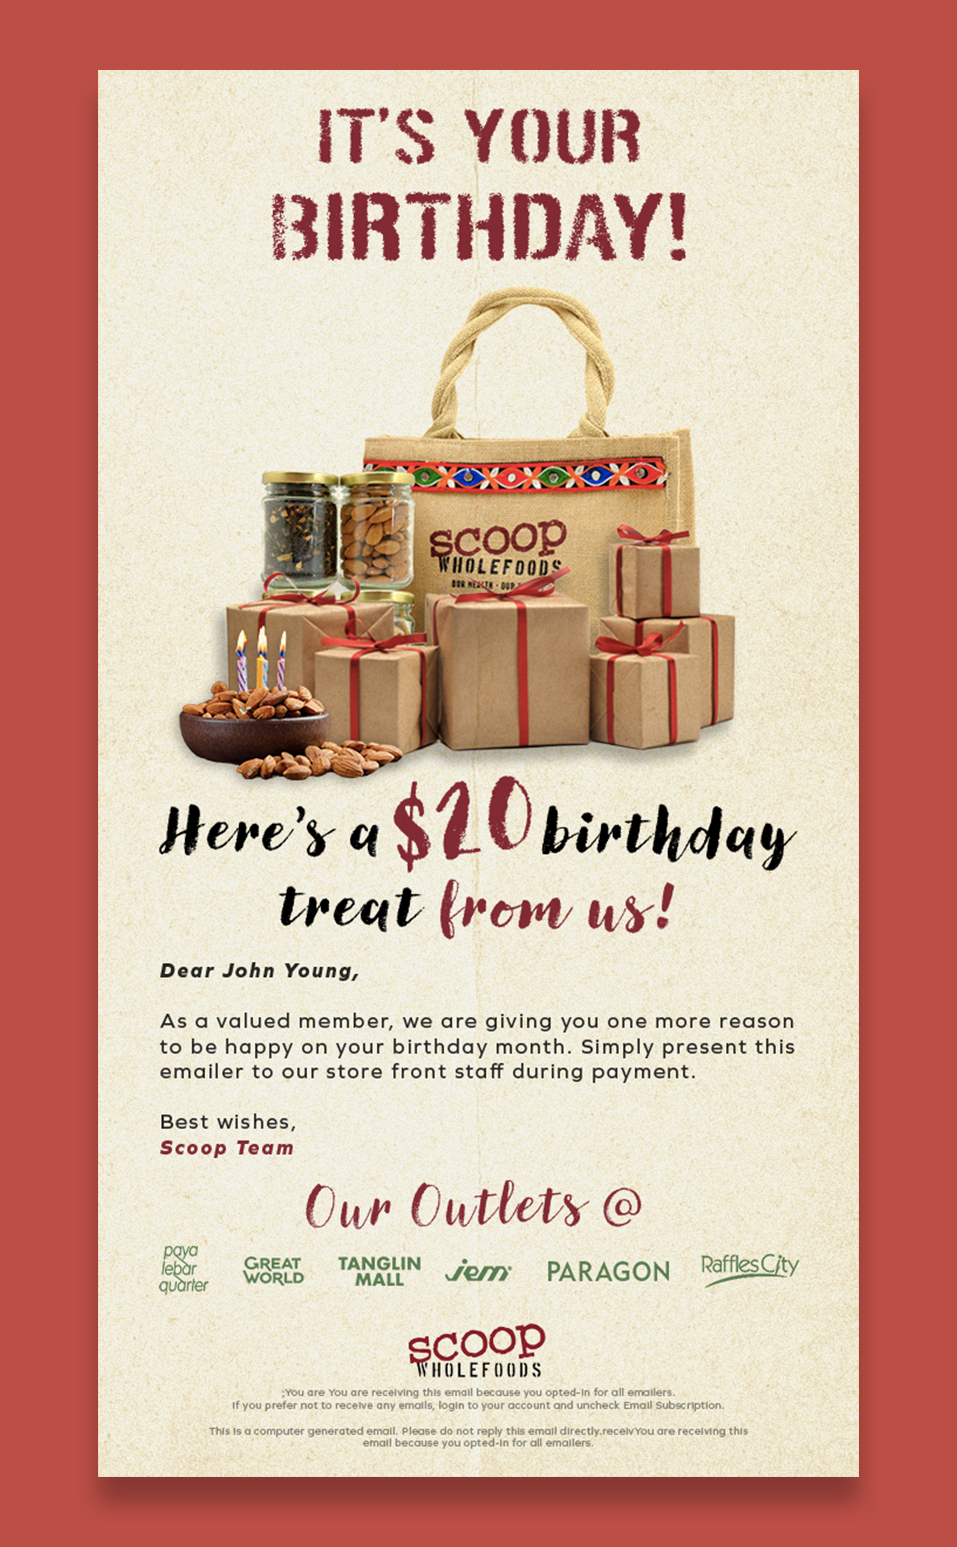 IT'S YOUR
BIRTHDAY!
SCOOP
WHOLEFOODS
OUR HEALTH · OUR
Here's a $20 birthday
treat from us!
Dear John Young,
As a valued member, we are giving you one more reason
to be happy on your birthday month. Simply present this
emailer to our store front staff during payment.
Best wishes,
Scoop Team
Our Outlets @
paya
lebar
quarter
GREAT
WORLD
TANGLIN
MALL
jem
PARAGON
Raffles City
SCOOP
WHOLEFOODS
;You are You are receiving this email because you opted-in for all emailers.
If you prefer not to receive any emails, login to your account and uncheck Email Subscription.
This is a computer generated email. Please do not reply this email directly.receivYou are receiving this
email because you opted-in for all emailers.